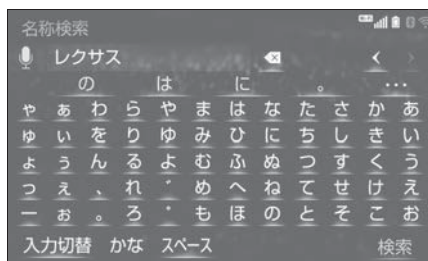 名称検索
レクサス
の は に 。 …
ゃ ぁ わ ら や ま は な た さ か あ
ゅ ぃ を り ゆ み ひ に ち し き い
ょ ぅ ん る よ む ふ ぬ つ す く う
っ ぇ 、 れ ゛ め へ ね て せ け え
ー ぉ 。 ろ ゜ も ほ の と そ こ お
入力切替 かな スペース 検索